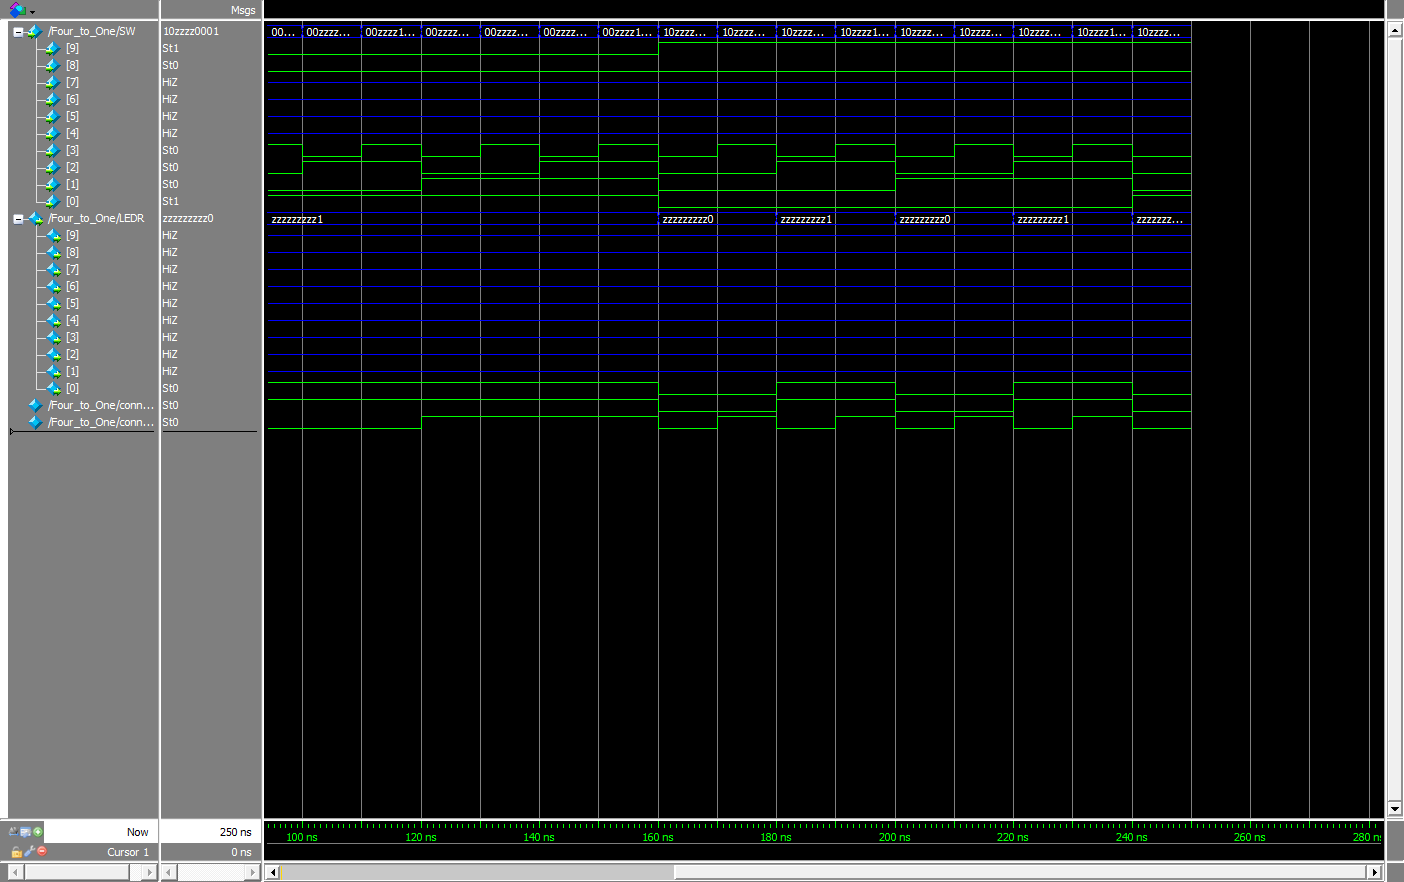 Msgs
/Four_to_One/SW 10zzzz0001 00... 00zzzz... 00zzzz1... 00zzzz... 00zzzz... 00zzzz... 00zzzz1... 10zzzz... 10zzzz... 10zzzz... 10zzzz1... 10zzzz... 10zzzz... 10zzzz... 10zzzz1... 10zzzz...
[9] St1
[8] St0
[7] HiZ
[6] HiZ
[5] HiZ
[4] HiZ
[3] St0
[2] St0
[1] St0
[0] St1
/Four_to_One/LEDR zzzzzzzzz0 zzzzzzzzz1 zzzzzzzzz0 zzzzzzzzz1 zzzzzzzzz0 zzzzzzzzz1 zzzzzzz...
[9] HiZ
[8] HiZ
[7] HiZ
[6] HiZ
[5] HiZ
[4] HiZ
[3] HiZ
[2] HiZ
[1] HiZ
[0] St0
/Four_to_One/conn... St0
/Four_to_One/conn... St0
Now 250 ns 100 ns 120 ns 140 ns 160 ns 180 ns 200 ns 220 ns 240 ns 260 ns 280 n
Cursor 1 0 ns